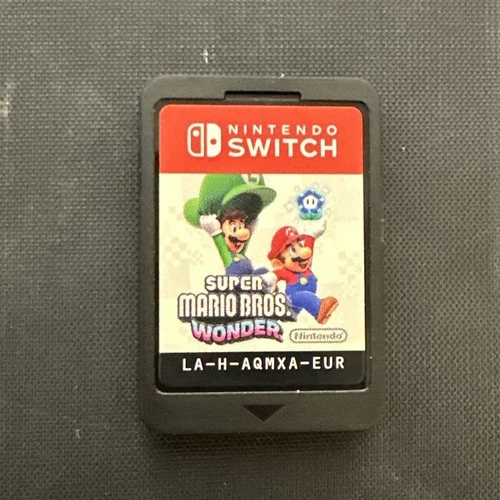 NINTENDO
SWITCH
L
SUPER
MARIO BROS.
WONDER
Nintendo
LA-H-AQMXA-EUR